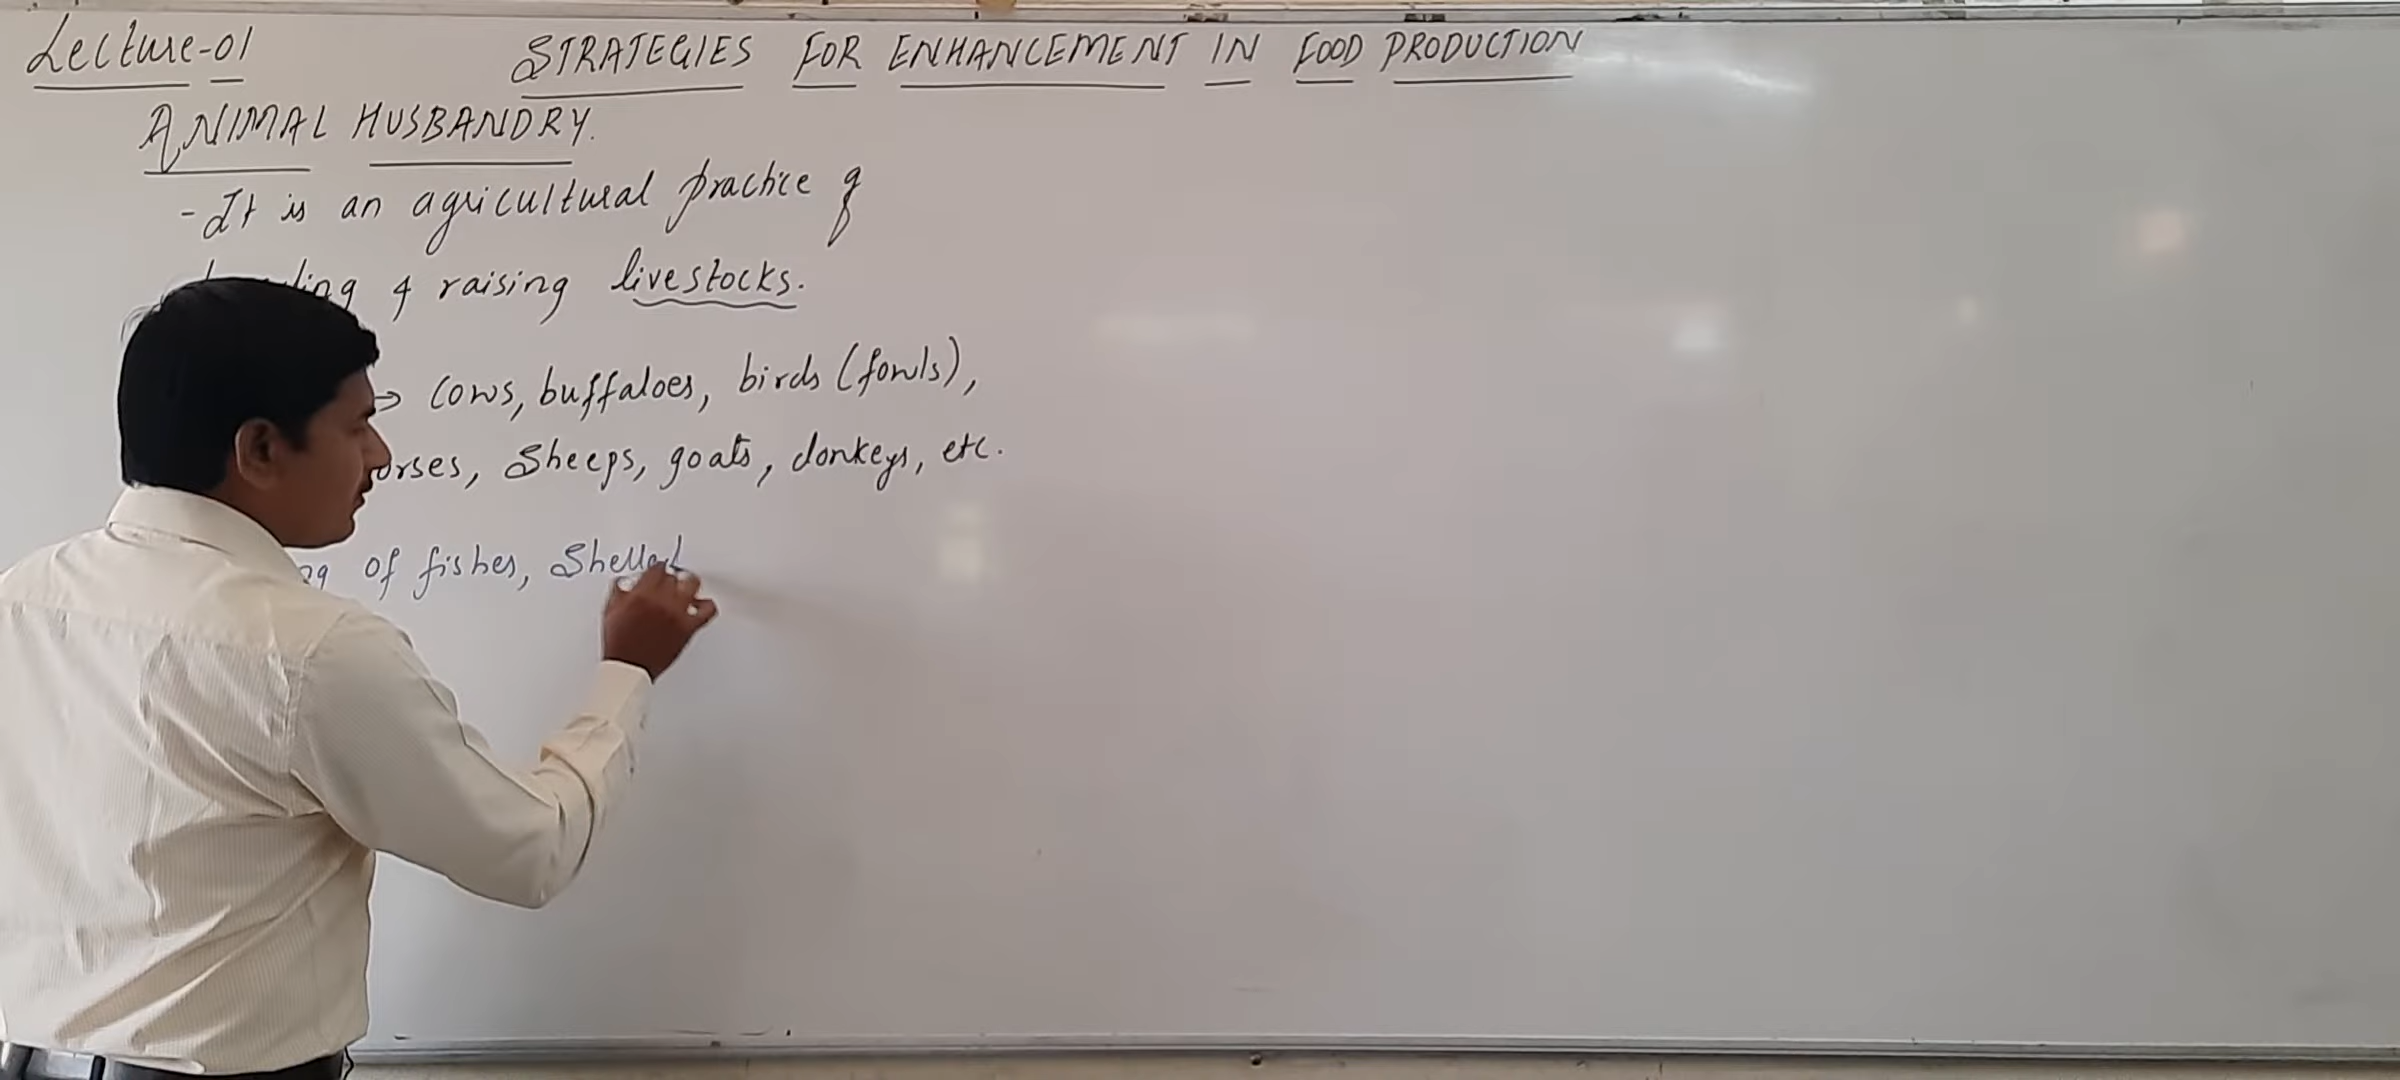 Lecture-01
STRATEGIES FOR ENHANCEMENT IN FOOD PRODUCTION
ANIMAL HUSBANDRY.
- It is an agricultural practice of
& raising livestocks.
→ Cows, buffaloes, birds (fowls),
Sheeps, goats, donkeys, etc.
of fishes, Shelled